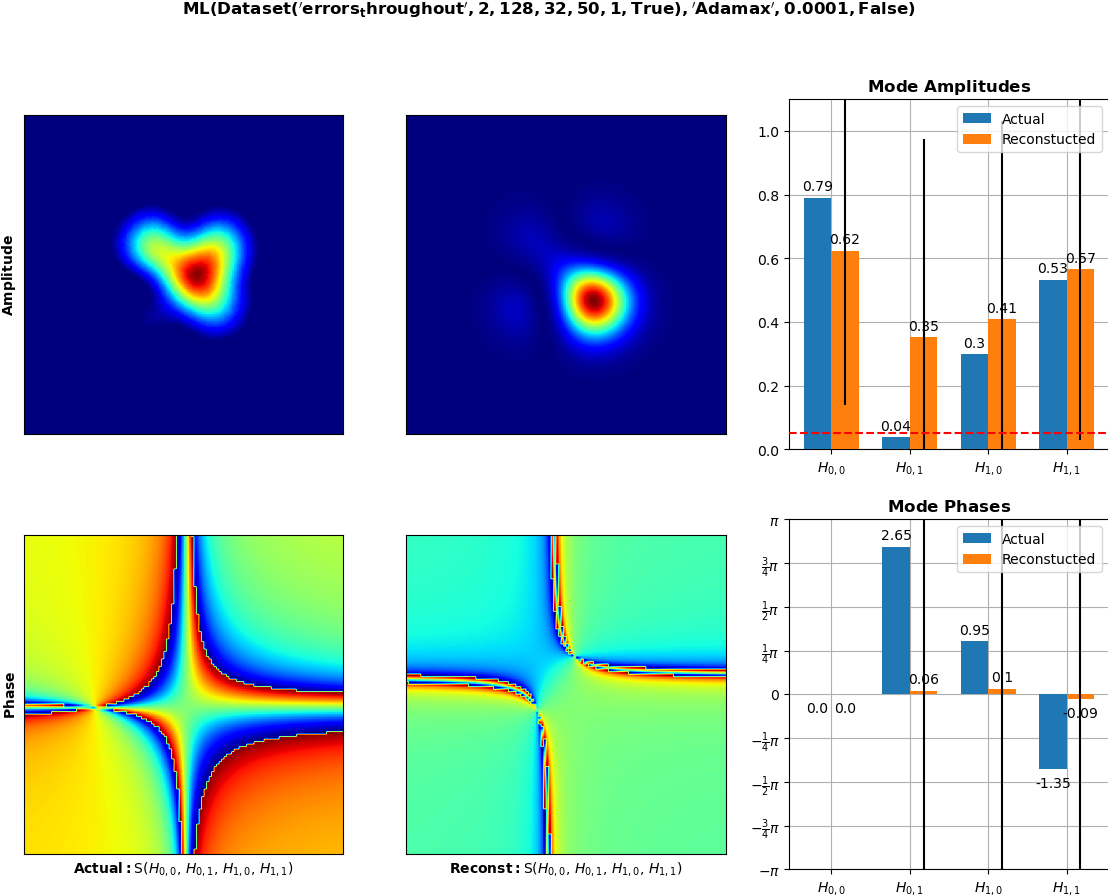 ML(Dataset('errors_throughout', 2, 128, 32, 50, 1, True), 'Adamax', 0.0001, False)
Amplitude
Mode Amplitudes
Actual
Reconstucted
1.0
0.8
0.6
0.4
0.2
0.0
0.79
0.62
0.04
0.35
0.3
0.41
0.53
0.57
H0,0
H0,1
H1,0
H1,1
Phase
Actual: S(H0,0, H0,1, H1,0, H1,1)
Reconst: S(H0,0, H0,1, H1,0, H1,1)
Mode Phases
Actual
Reconstucted
π
3/4π
1/2π
1/4π
0
−1/4π
−1/2π
−3/4π
−π
0.0
0.0
2.65
0.06
0.95
0.1
-1.35
-0.09
H0,0
H0,1
H1,0
H1,1